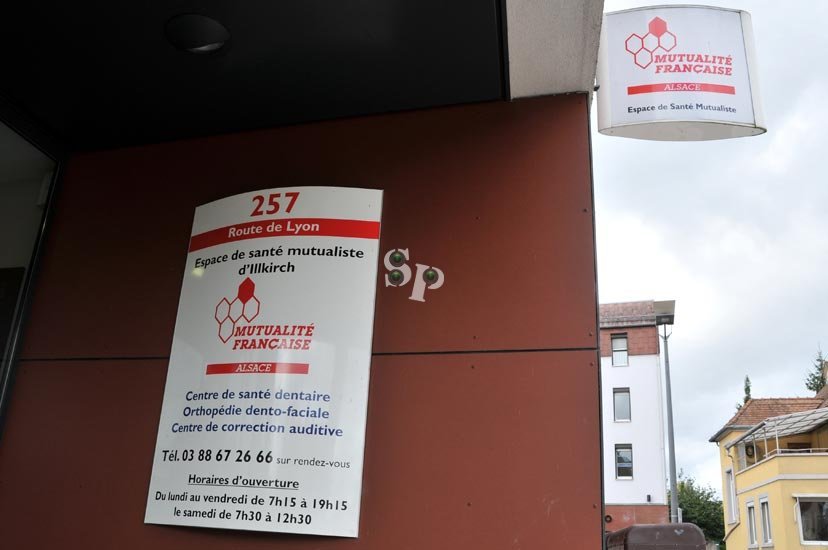 MUTUALITÉ
FRANÇAISE
ALSACE
Espace de Santé Mutualiste
257
Route de Lyon
Espace de santé mutualiste
d'Illkirch
MUTUALITÉ
FRANÇAISE
ALSACE
Centre de santé dentaire
Orthopédie dento-faciale
Centre de correction auditive
Tél. 03 88 67 26 66 sur rendez-vous
Horaires d'ouverture
Du lundi au vendredi de 7h15 à 19h15
le samedi de 7h30 à 12h30
Sp